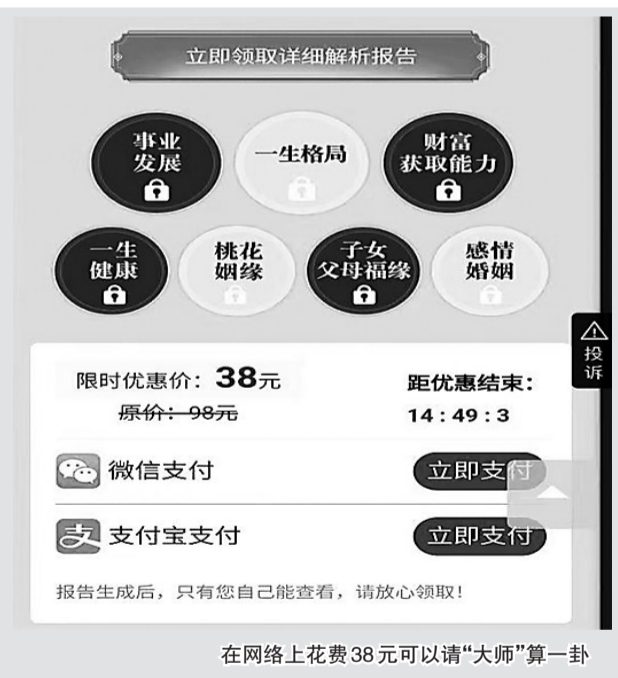 立即领取详细解析报告
事业
发展
一生格局
财富
获取能力
一生
健康
桃花
姻缘
子女
父母福缘
感情
婚姻
投诉
限时优惠价：38元
原价：98元
距优惠结束：
14：49：3
微信支付
立即支付
支付宝支付
立即支付
报告生成后，只有您自己能查看，请放心领取！
在网络上花费38元可以请“大师”算一卦